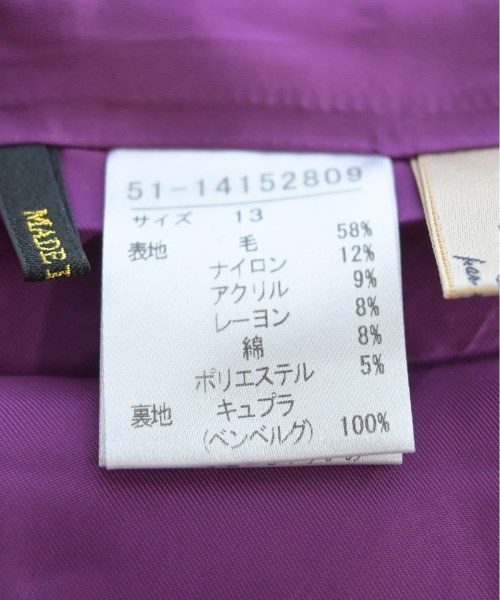 51-14152809
サイズ 13
表地 毛 58%
ナイロン 12%
アクリル 9%
レーヨン 8%
綿 8%
ポリエステル 5%
裏地 キュプラ
(ベンベルグ) 100%
MADE